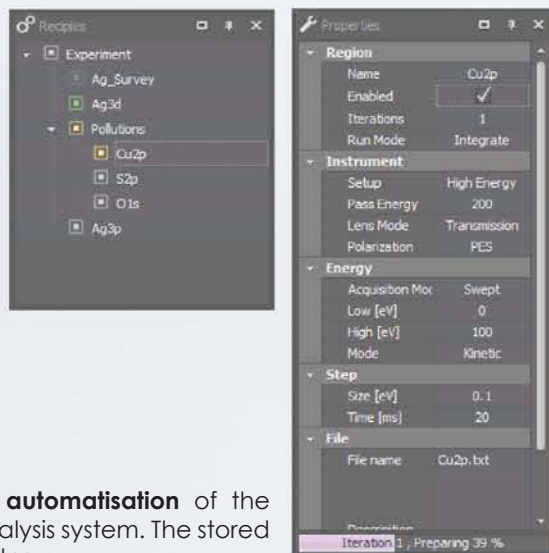 Recipies
Experiment
Ag_Survey
Ag3d
Pollutions
Cu2p
S2p
O1s
Ag3p
Properties
Region
Name Cu2p
Enabled
Iterations 1
Run Mode Integrate
Instrument
Setup High Energy
Pass Energy 200
Lens Mode Transmission
Polarization PES
Energy
Acquisition Moc Swept
Low [eV] 0
High [eV] 100
Mode Kinetic
Step
Size [eV] 0.1
Time [ms] 20
File
File name Cu2p.txt
Description
Iteration 1 , Preparing 39 %
automatisation of the
alysis system. The stored